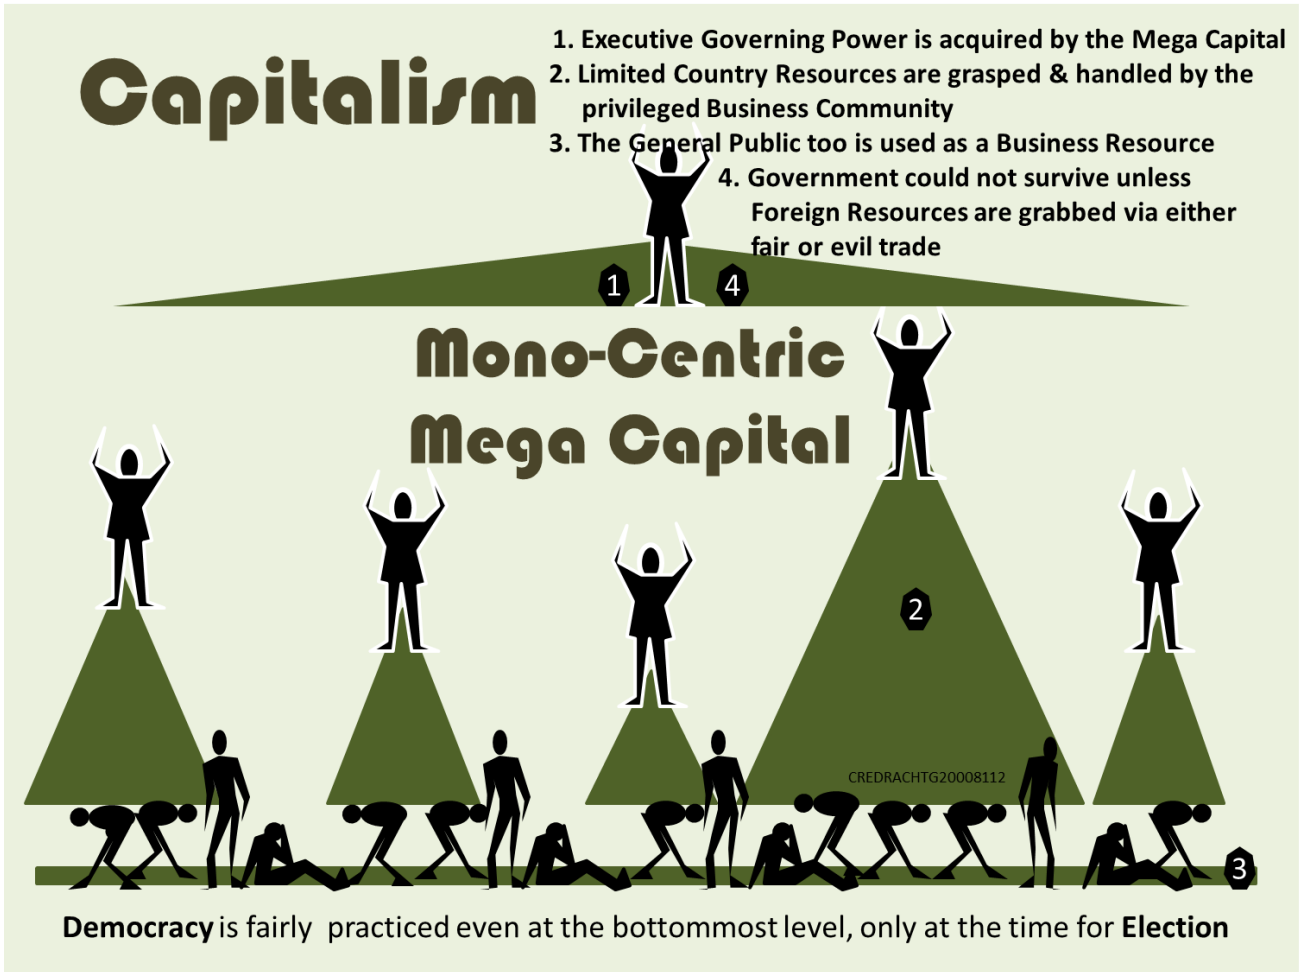 Capitalism
1. Executive Governing Power is acquired by the Mega Capital
2. Limited Country Resources are grasped & handled by the
privileged Business Community
3. The General Public too is used as a Business Resource
4. Government could not survive unless
Foreign Resources are grabbed via either
fair or evil trade
1
4
Mono-Centric
Mega Capital
2
CREDRACHTG20008112
3
Democracy is fairly practiced even at the bottommost level, only at the time for Election